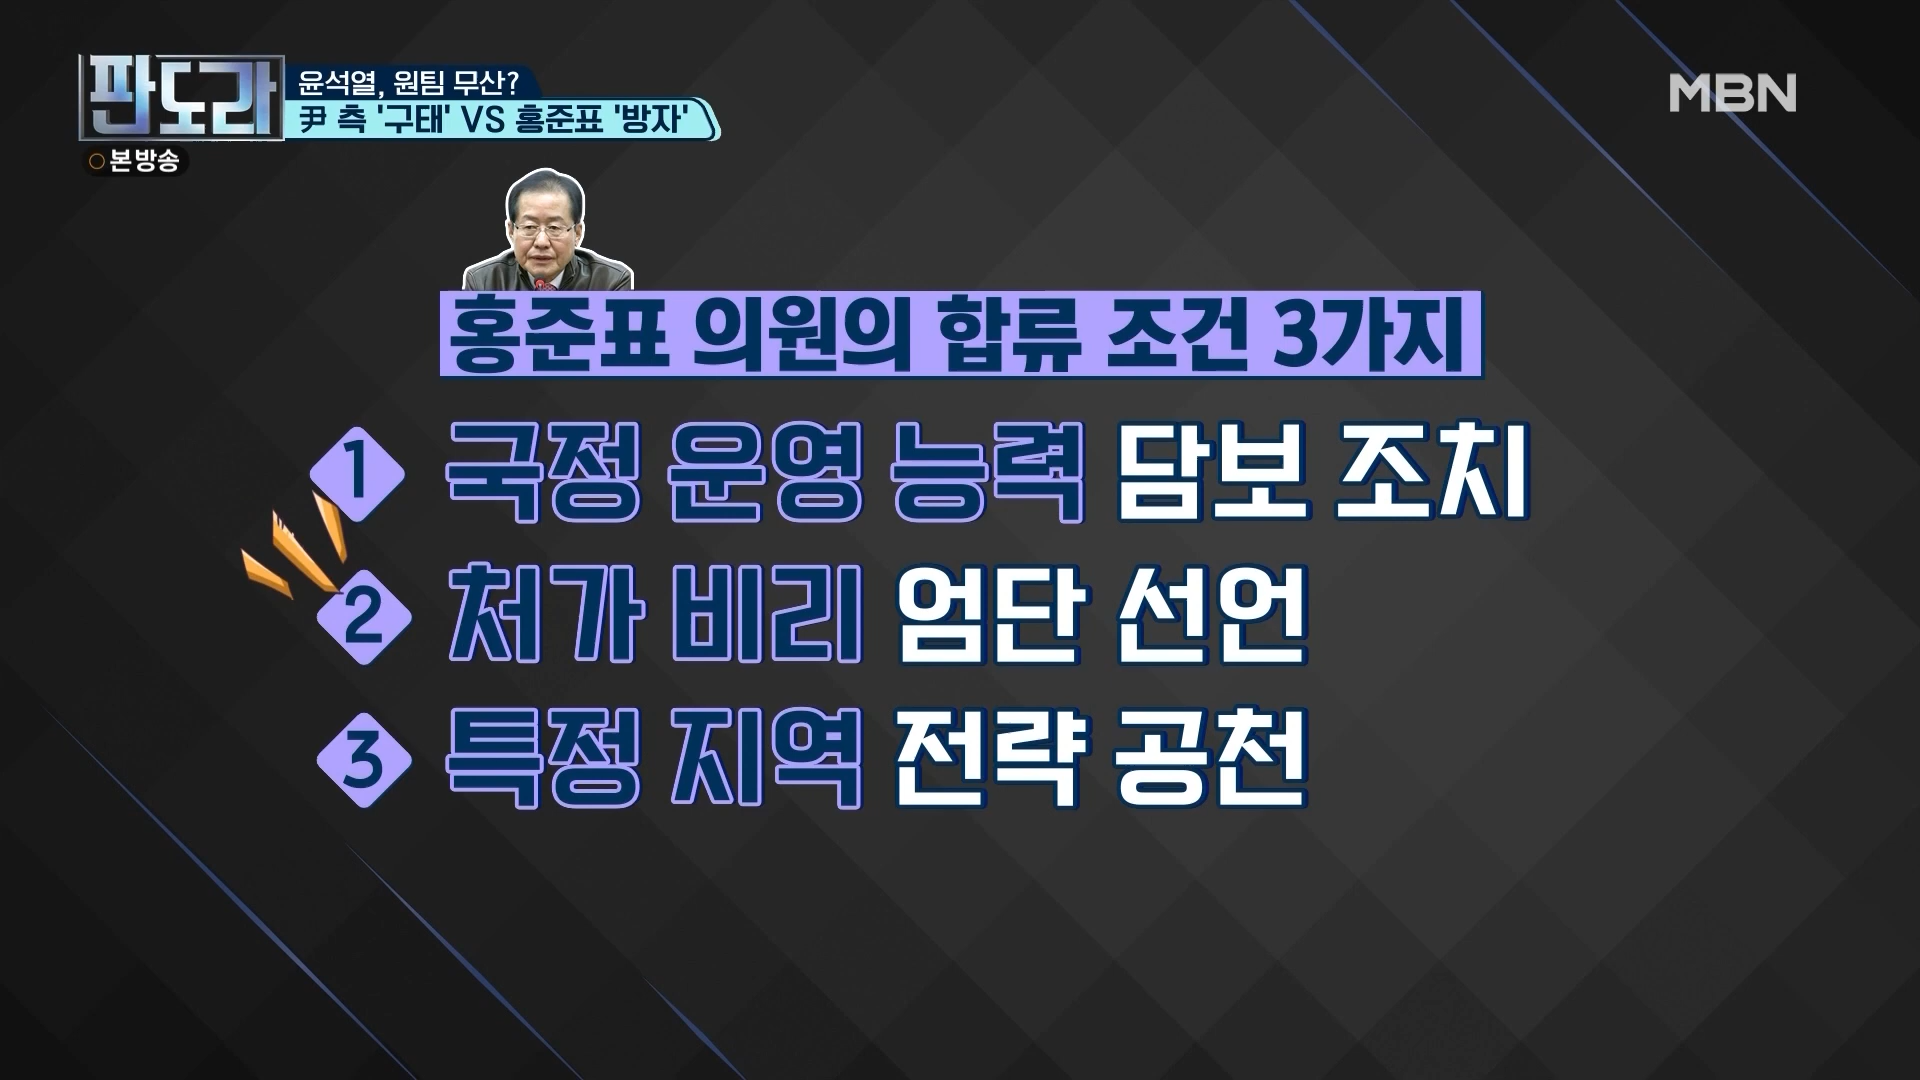 판도라
윤석열, 원팀 무산?
尹 측 '구태' VS 홍준표 '방자'
본방송
MBN
홍준표 의원의 합류 조건 3가지
1 국정 운영 능력 담보 조치
2 처가 비리 엄단 선언
3 특정 지역 전략 공천